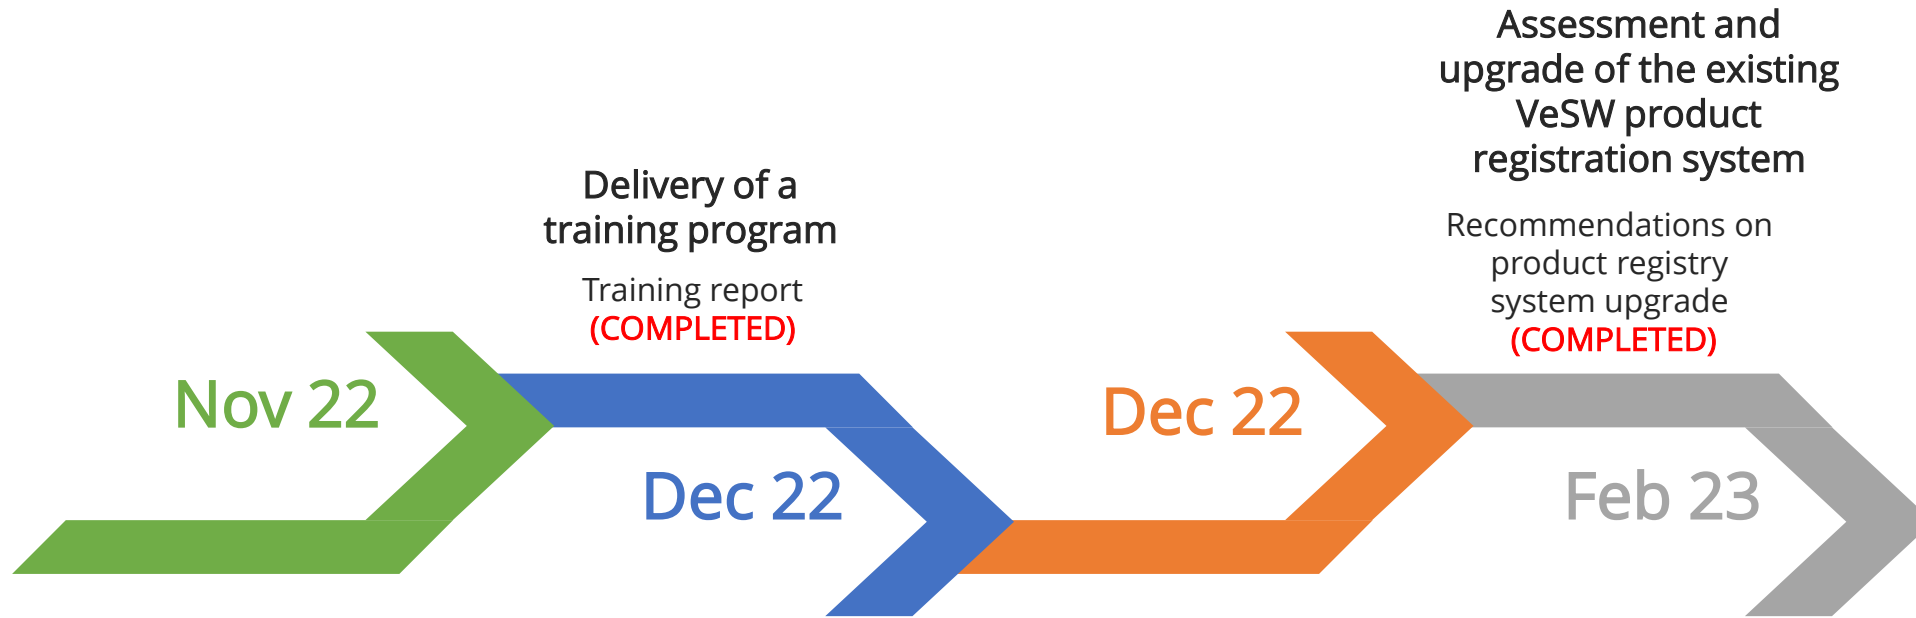 Nov 22
Delivery of a
training program
Training report
(COMPLETED)
Dec 22
Dec 22
Assessment and
upgrade of the existing
VeSW product
registration system
Recommendations on
product registry
system upgrade
(COMPLETED)
Feb 23